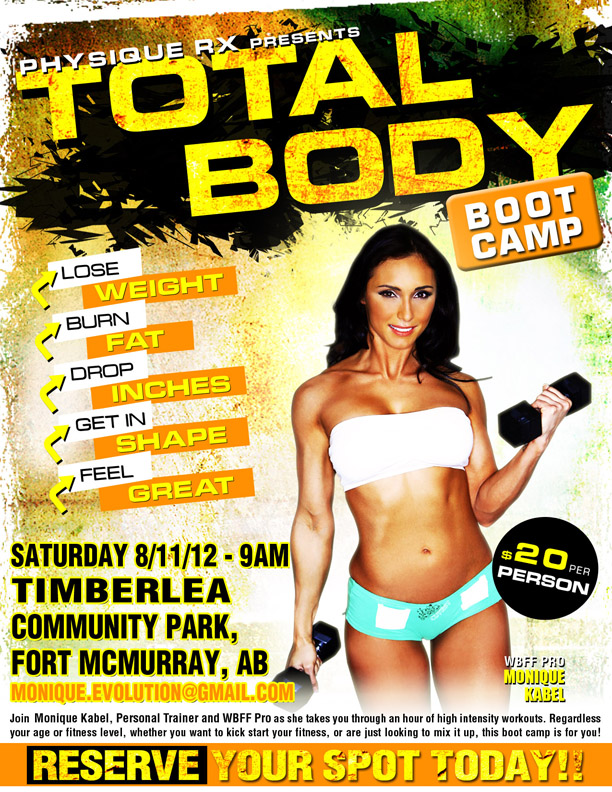 PHYSIQUE RX PRESENTS
TOTAL
BODY
BOOT
CAMP
LOSE
WEIGHT
BURN
FAT
DROP
INCHES
GET IN
SHAPE
FEEL
GREAT
SATURDAY 8/11/12 - 9AM
TIMBERLEA
COMMUNITY PARK,
FORT MCMURRAY, AB
MONIQUE.EVOLUTION@GMAIL.COM
$20 PER
PERSON
WBFF PRO
MONIQUE
KABEL
Join Monique Kabel, Personal Trainer and WBFF Pro as she takes you through an hour of high intensity workouts. Regardless
your age or fitness level, whether you want to kick start your fitness, or are just looking to mix it up, this boot camp is for you!
RESERVE YOUR SPOT TODAY!!